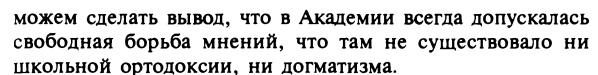 можем сделать вывод, что в Академии всегда допускалась
свободная борьба мнений, что там не существовало ни
школьной ортодоксии, ни догматизма.